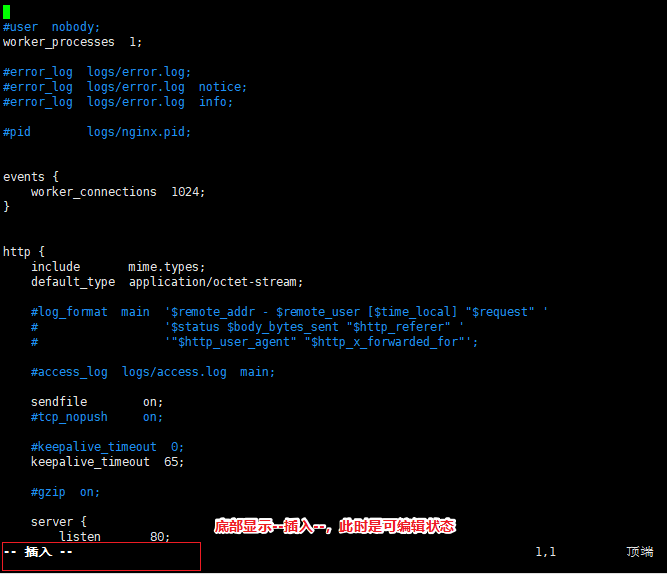 #user  nobody;
worker_processes  1;
#error_log  logs/error.log;
#error_log  logs/error.log  notice;
#error_log  logs/error.log  info;
#pid        logs/nginx.pid;
events {
    worker_connections  1024;
}
http {
    include       mime.types;
    default_type  application/octet-stream;
    #log_format  main  '$remote_addr - $remote_user [$time_local] "$request" '
    #                  '$status $body_bytes_sent "$http_referer" '
    #                  '"$http_user_agent" "$http_x_forwarded_for"';
    #access_log  logs/access.log  main;
    sendfile        on;
    #tcp_nopush     on;
    #keepalive_timeout  0;
    keepalive_timeout  65;
    #gzip  on;
    server {
底部显示--插入--，此时是可编辑状态
        listen       80;
-- 插入 --                                                                  1,1          顶端